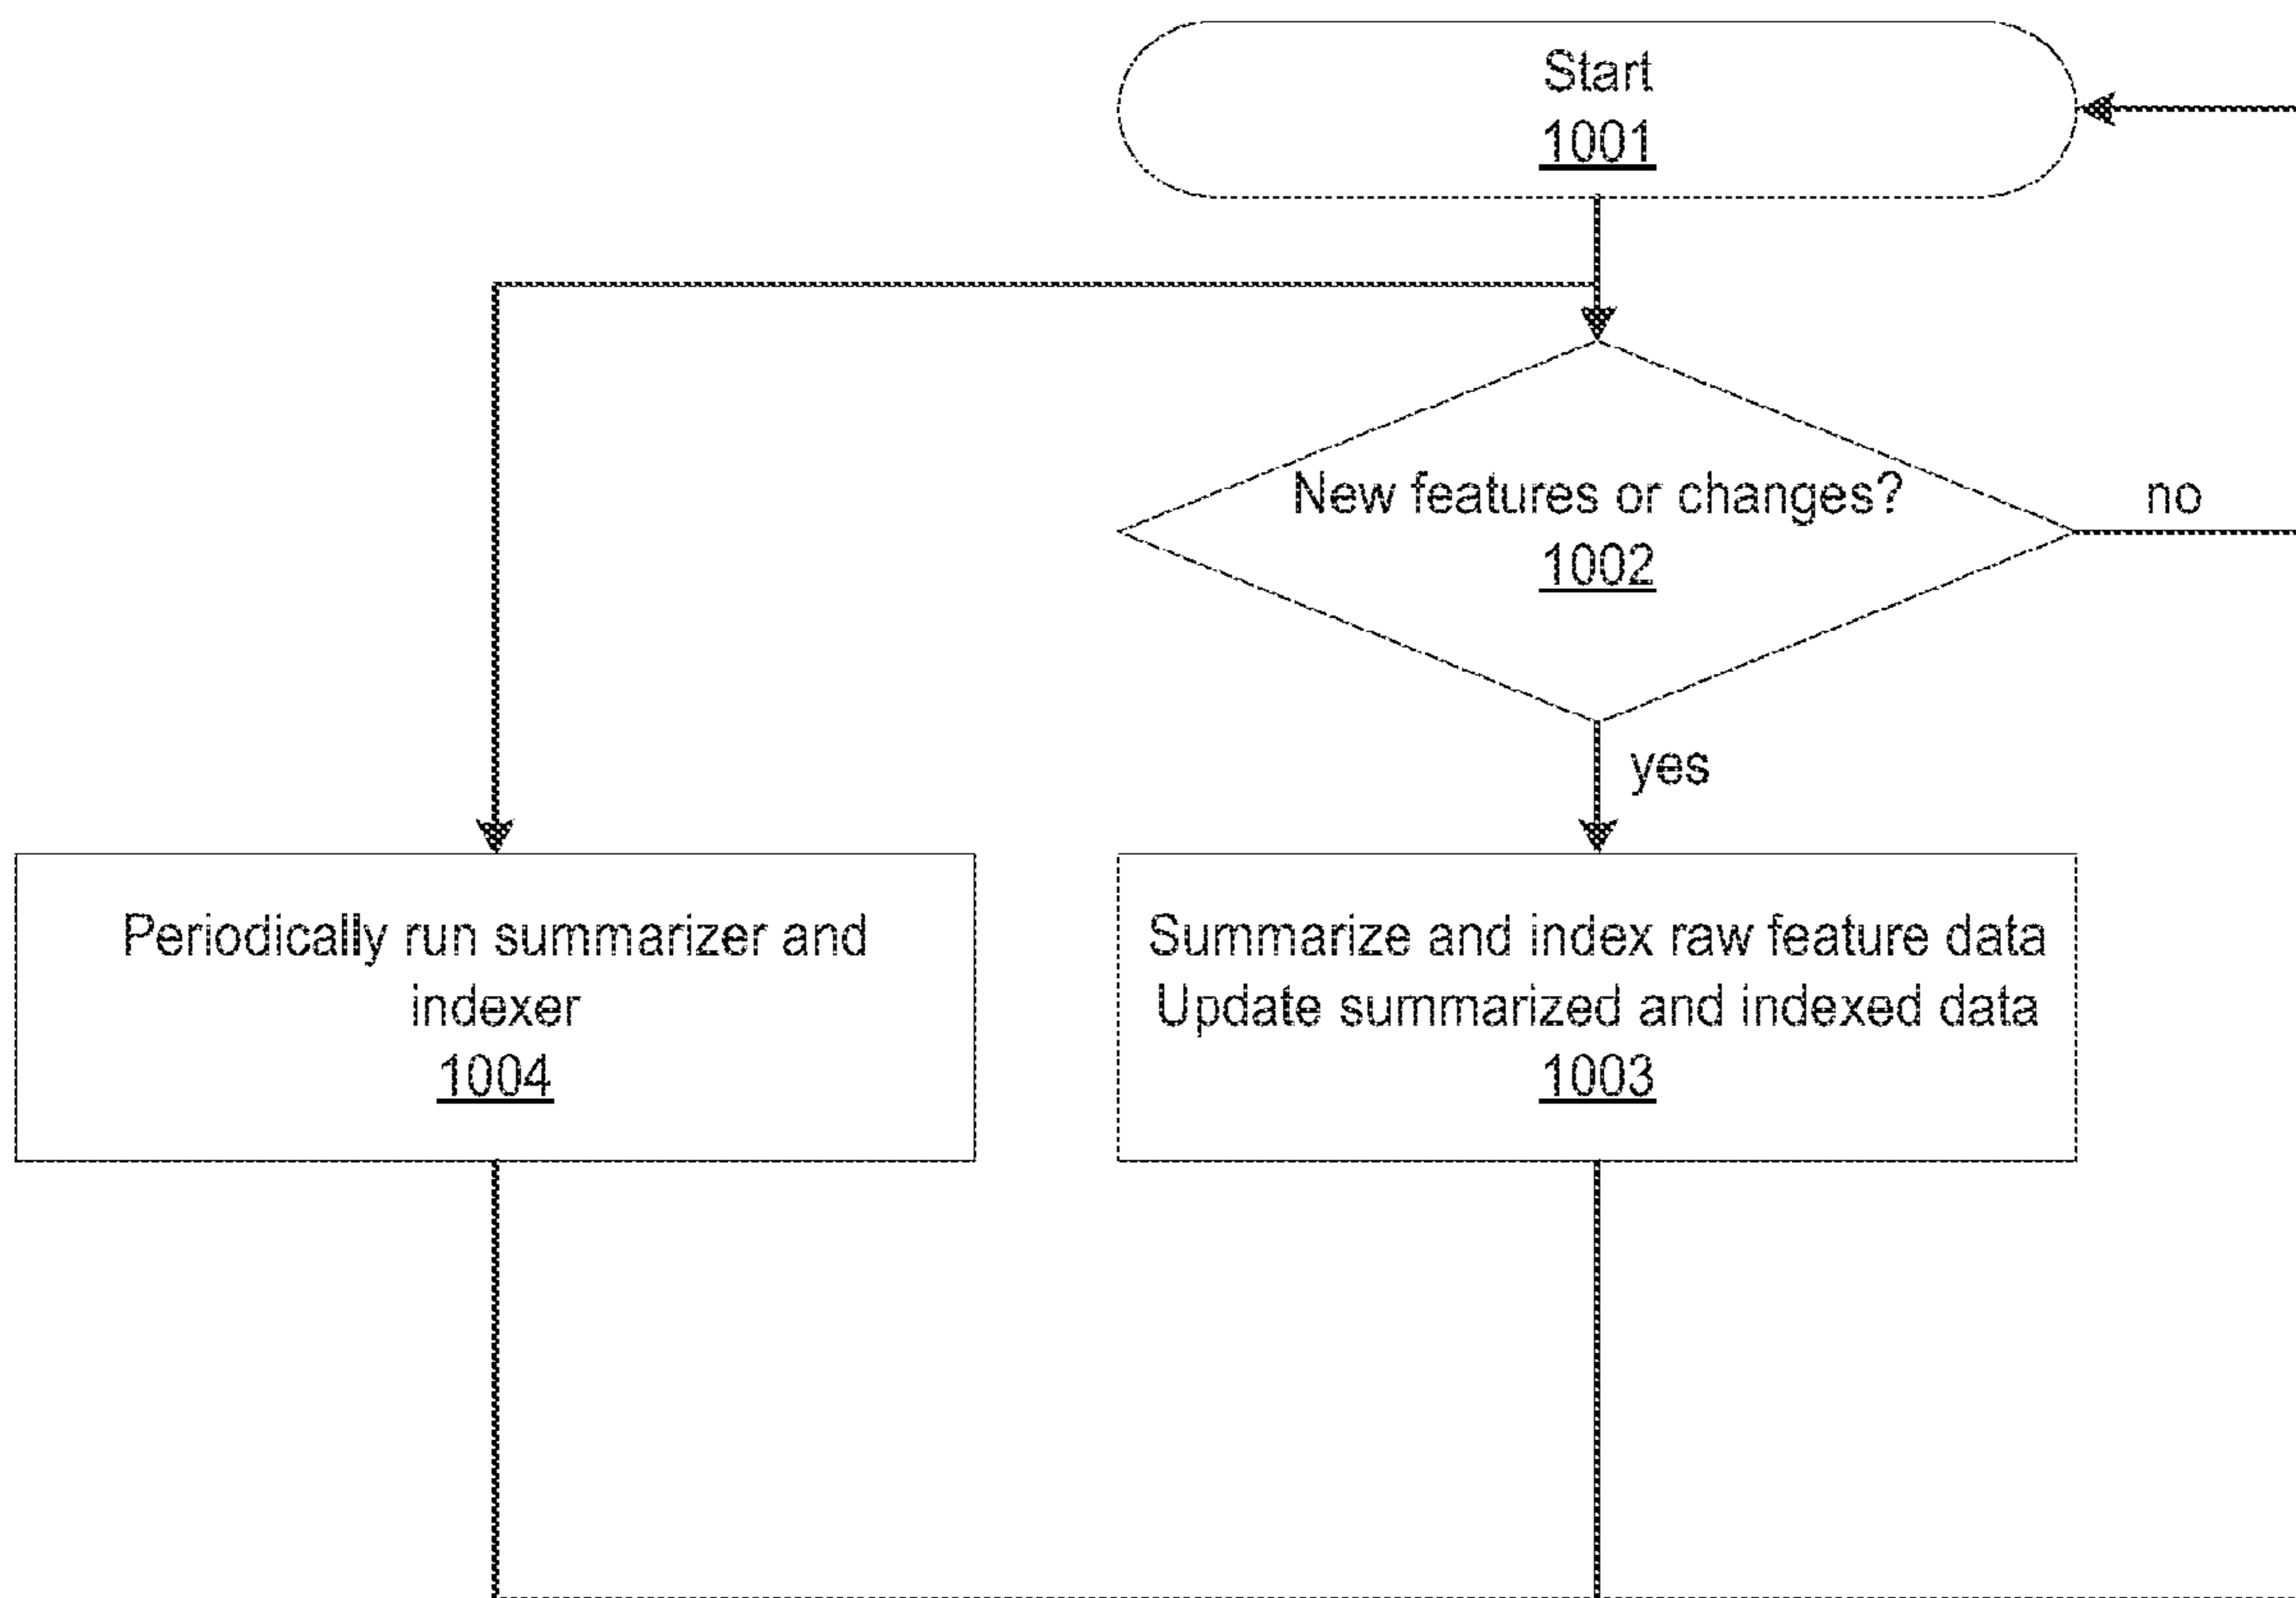 Start
1001
New features or changes?
1002
no
yes
Periodically run summarizer and
indexer
1004
Summarize and index raw feature data
Update summarized and indexed data
1003